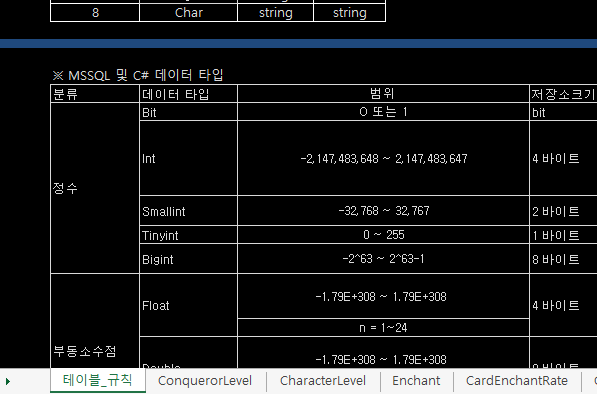 8 Char string string
※ MSSQL 및 C# 데이터 타입
분류 데이터 타입 범위 저장소크기
정수 Bit 0 또는 1 bit
Int -2,147,483,648 ~ 2,147,483,647 4 바이트
Smallint -32,768 ~ 32,767 2 바이트
Tinyint 0 ~ 255 1 바이트
Bigint -2^63 ~ 2^63-1 8 바이트
부동소수점 Float -1.79E+308 ~ 1.79E+308 4 바이트
n = 1~24
Double -1.79E+308 ~ 1.79E+308 8 바이트
테이블_규칙 ConquerorLevel CharacterLevel Enchant CardEnchantRate